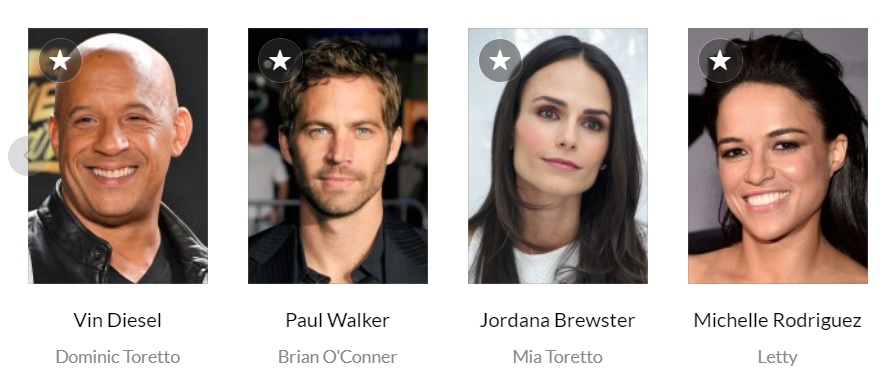 Vin Diesel
Dominic Toretto
Paul Walker
Brian O'Conner
Jordana Brewster
Mia Toretto
Michelle Rodriguez
Letty